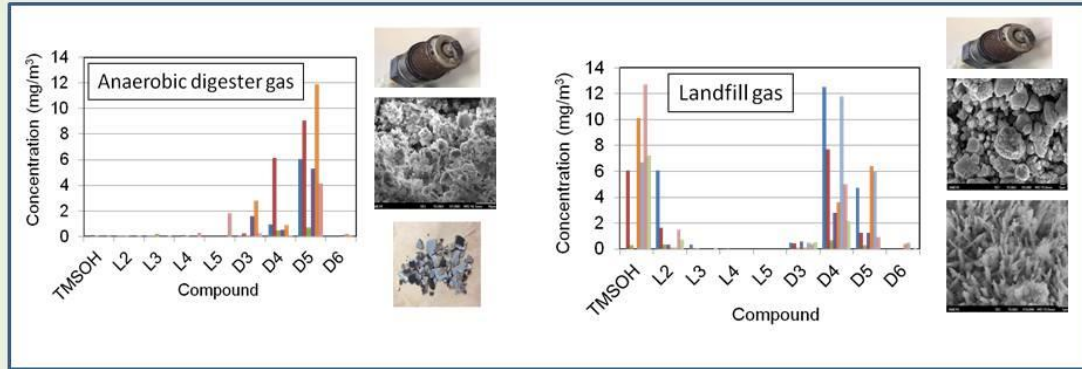 Anaerobic digester gas
Concentration (mg/m³)
14
12
10
8
6
4
2
0
TMSOH
L2
L3
L4
L5
D3
D4
D5
D6
Compound
Landfill gas
Concentration (mg/m³)
14
12
10
8
6
4
2
0
TMSOH
L2
L3
L4
L5
D3
D4
D5
D6
Compound